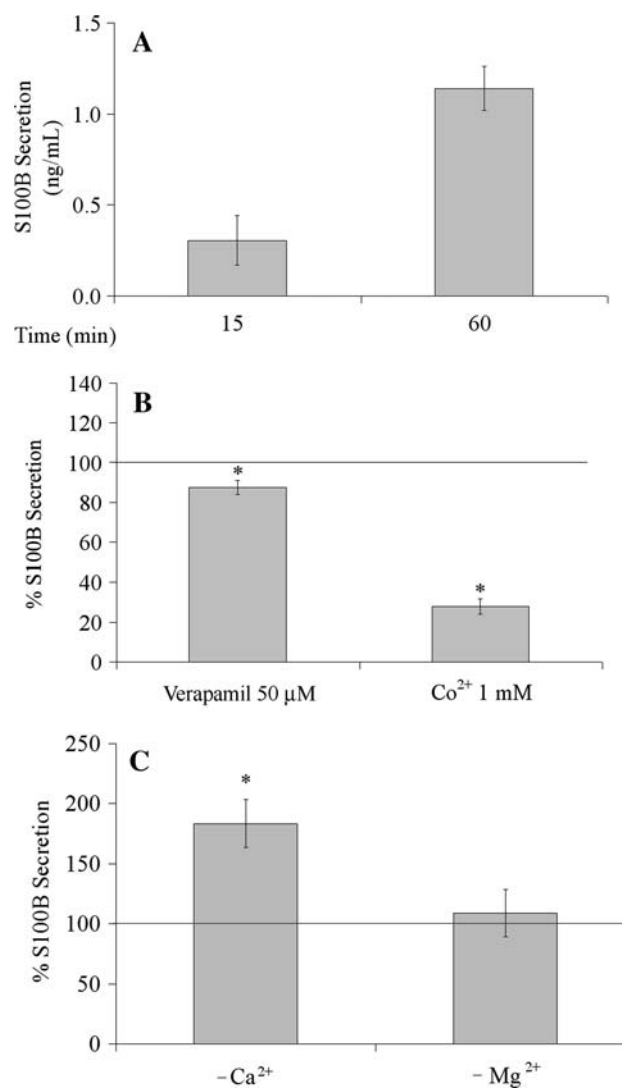 A
S100B Secretion
(ng/mL)
1.5
1.0
0.5
0.0
Time (min)
15
60
B
% S100B Secretion
140
120
100
80
60
40
20
0
*
*
Verapamil 50 µM
Co²⁺ 1 mM
C
% S100B Secretion
250
200
150
100
50
0
*
–Ca²⁺
–Mg²⁺